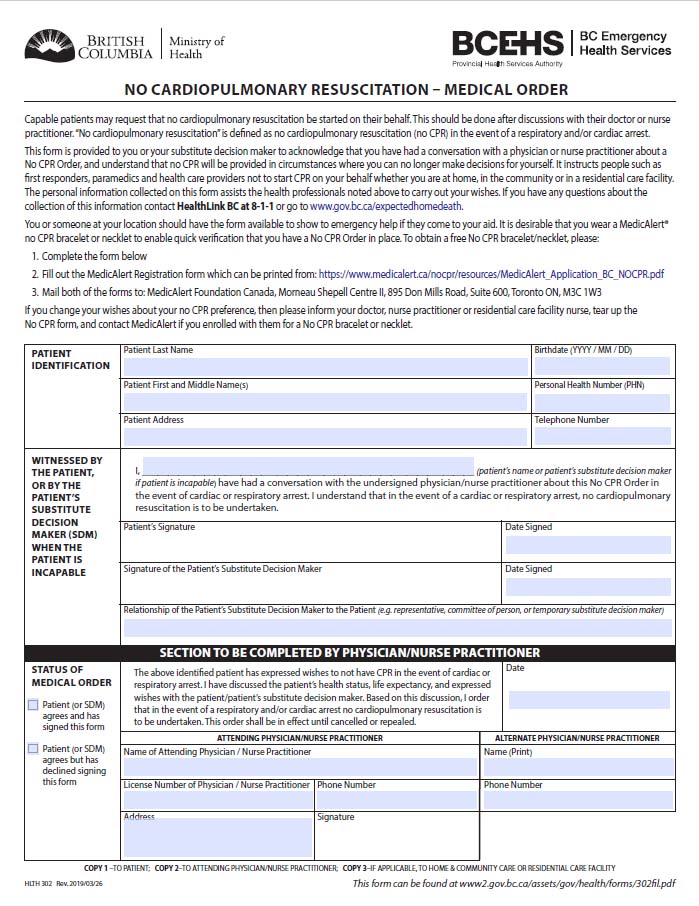 BRITISH
COLUMBIA
Ministry of
Health
BCEHS
BC Emergency
Health Services
Provincial Health Services Authority
NO CARDIOPULMONARY RESUSCITATION – MEDICAL ORDER
Capable patients may request that no cardiopulmonary resuscitation be started on their behalf. This should be done after discussions with their doctor or nurse
practitioner. “No cardiopulmonary resuscitation” is defined as no cardiopulmonary resuscitation (no CPR) in the event of a respiratory and/or cardiac arrest.
This form is provided to you or your substitute decision maker to acknowledge that you have had a conversation with a physician or nurse practitioner about a
No CPR Order, and understand that no CPR will be provided in circumstances where you can no longer make decisions for yourself. It instructs people such as
first responders, paramedics and health care providers not to start CPR on your behalf whether you are at home, in the community or in a residential care facility.
The personal information collected on this form assists the health professionals noted above to carry out your wishes. If you have any questions about the
collection of this information contact HealthLink BC at 8-1-1 or go to www.gov.bc.ca/expectedhomedeath.
You or someone at your location should have the form available to show to emergency help if they come to your aid. It is desirable that you wear a MedicAlert®
no CPR bracelet or necklet to enable quick verification that you have a No CPR Order in place. To obtain a free No CPR bracelet/necklet, please:
1. Complete the form below
2. Fill out the MedicAlert Registration form which can be printed from: https://www.medicalert.ca/nocpr/resources/MedicAlert_Application_BC_NOCPR.pdf
3. Mail both of the forms to: MedicAlert Foundation Canada, Morneau Shepell Centre II, 895 Don Mills Road, Suite 600, Toronto ON, M3C 1W3
If you change your wishes about your no CPR preference, then please inform your doctor, nurse practitioner or residential care facility nurse, tear up the
No CPR form, and contact MedicAlert if you enrolled with them for a No CPR bracelet or necklet.
PATIENT
IDENTIFICATION
Patient Last Name
Birthdate (YYYY / MM / DD)
Patient First and Middle Name(s)
Personal Health Number (PHN)
Patient Address
Telephone Number
WITNESSED BY
THE PATIENT,
OR BY THE
PATIENT'S
SUBSTITUTE
DECISION
MAKER (SDM)
WHEN THE
PATIENT IS
INCAPABLE
I, (patient's name or patient's substitute decision maker
if patient is incapable) have had a conversation with the undersigned physician/nurse practitioner about this No CPR Order in
the event of cardiac or respiratory arrest. I understand that in the event of a cardiac or respiratory arrest, no cardiopulmonary
resuscitation is to be undertaken.
Patient's Signature
Date Signed
Signature of the Patient's Substitute Decision Maker
Date Signed
Relationship of the Patient's Substitute Decision Maker to the Patient (e.g. representative, committee of person, or temporary substitute decision maker)
SECTION TO BE COMPLETED BY PHYSICIAN/NURSE PRACTITIONER
STATUS OF
MEDICAL ORDER
Patient (or SDM)
agrees and has
signed this form
Patient (or SDM)
agrees but has
declined signing
this form
The above identified patient has expressed wishes to not have CPR in the event of cardiac or
respiratory arrest. I have discussed the patient's health status, life expectancy, and expressed
wishes with the patient/patient's substitute decision maker. Based on this discussion, I order
that in the event of a respiratory and/or cardiac arrest no cardiopulmonary resuscitation is
to be undertaken. This order shall be in effect until cancelled or repealed.
Date
ATTENDING PHYSICIAN/NURSE PRACTITIONER
ALTERNATE PHYSICIAN/NURSE PRACTITIONER
Name of Attending Physician / Nurse Practitioner
Name (Print)
License Number of Physician / Nurse Practitioner
Phone Number
Phone Number
Address
Signature
COPY 1 –TO PATIENT; COPY 2–TO ATTENDING PHYSICIAN/NURSE PRACTITIONER; COPY 3–IF APPLICABLE, TO HOME & COMMUNITY CARE OR RESIDENTIAL CARE FACILITY
HLTH 302 Rev. 2019/03/26
This form can be found at www2.gov.bc.ca/assets/gov/health/forms/302fil.pdf